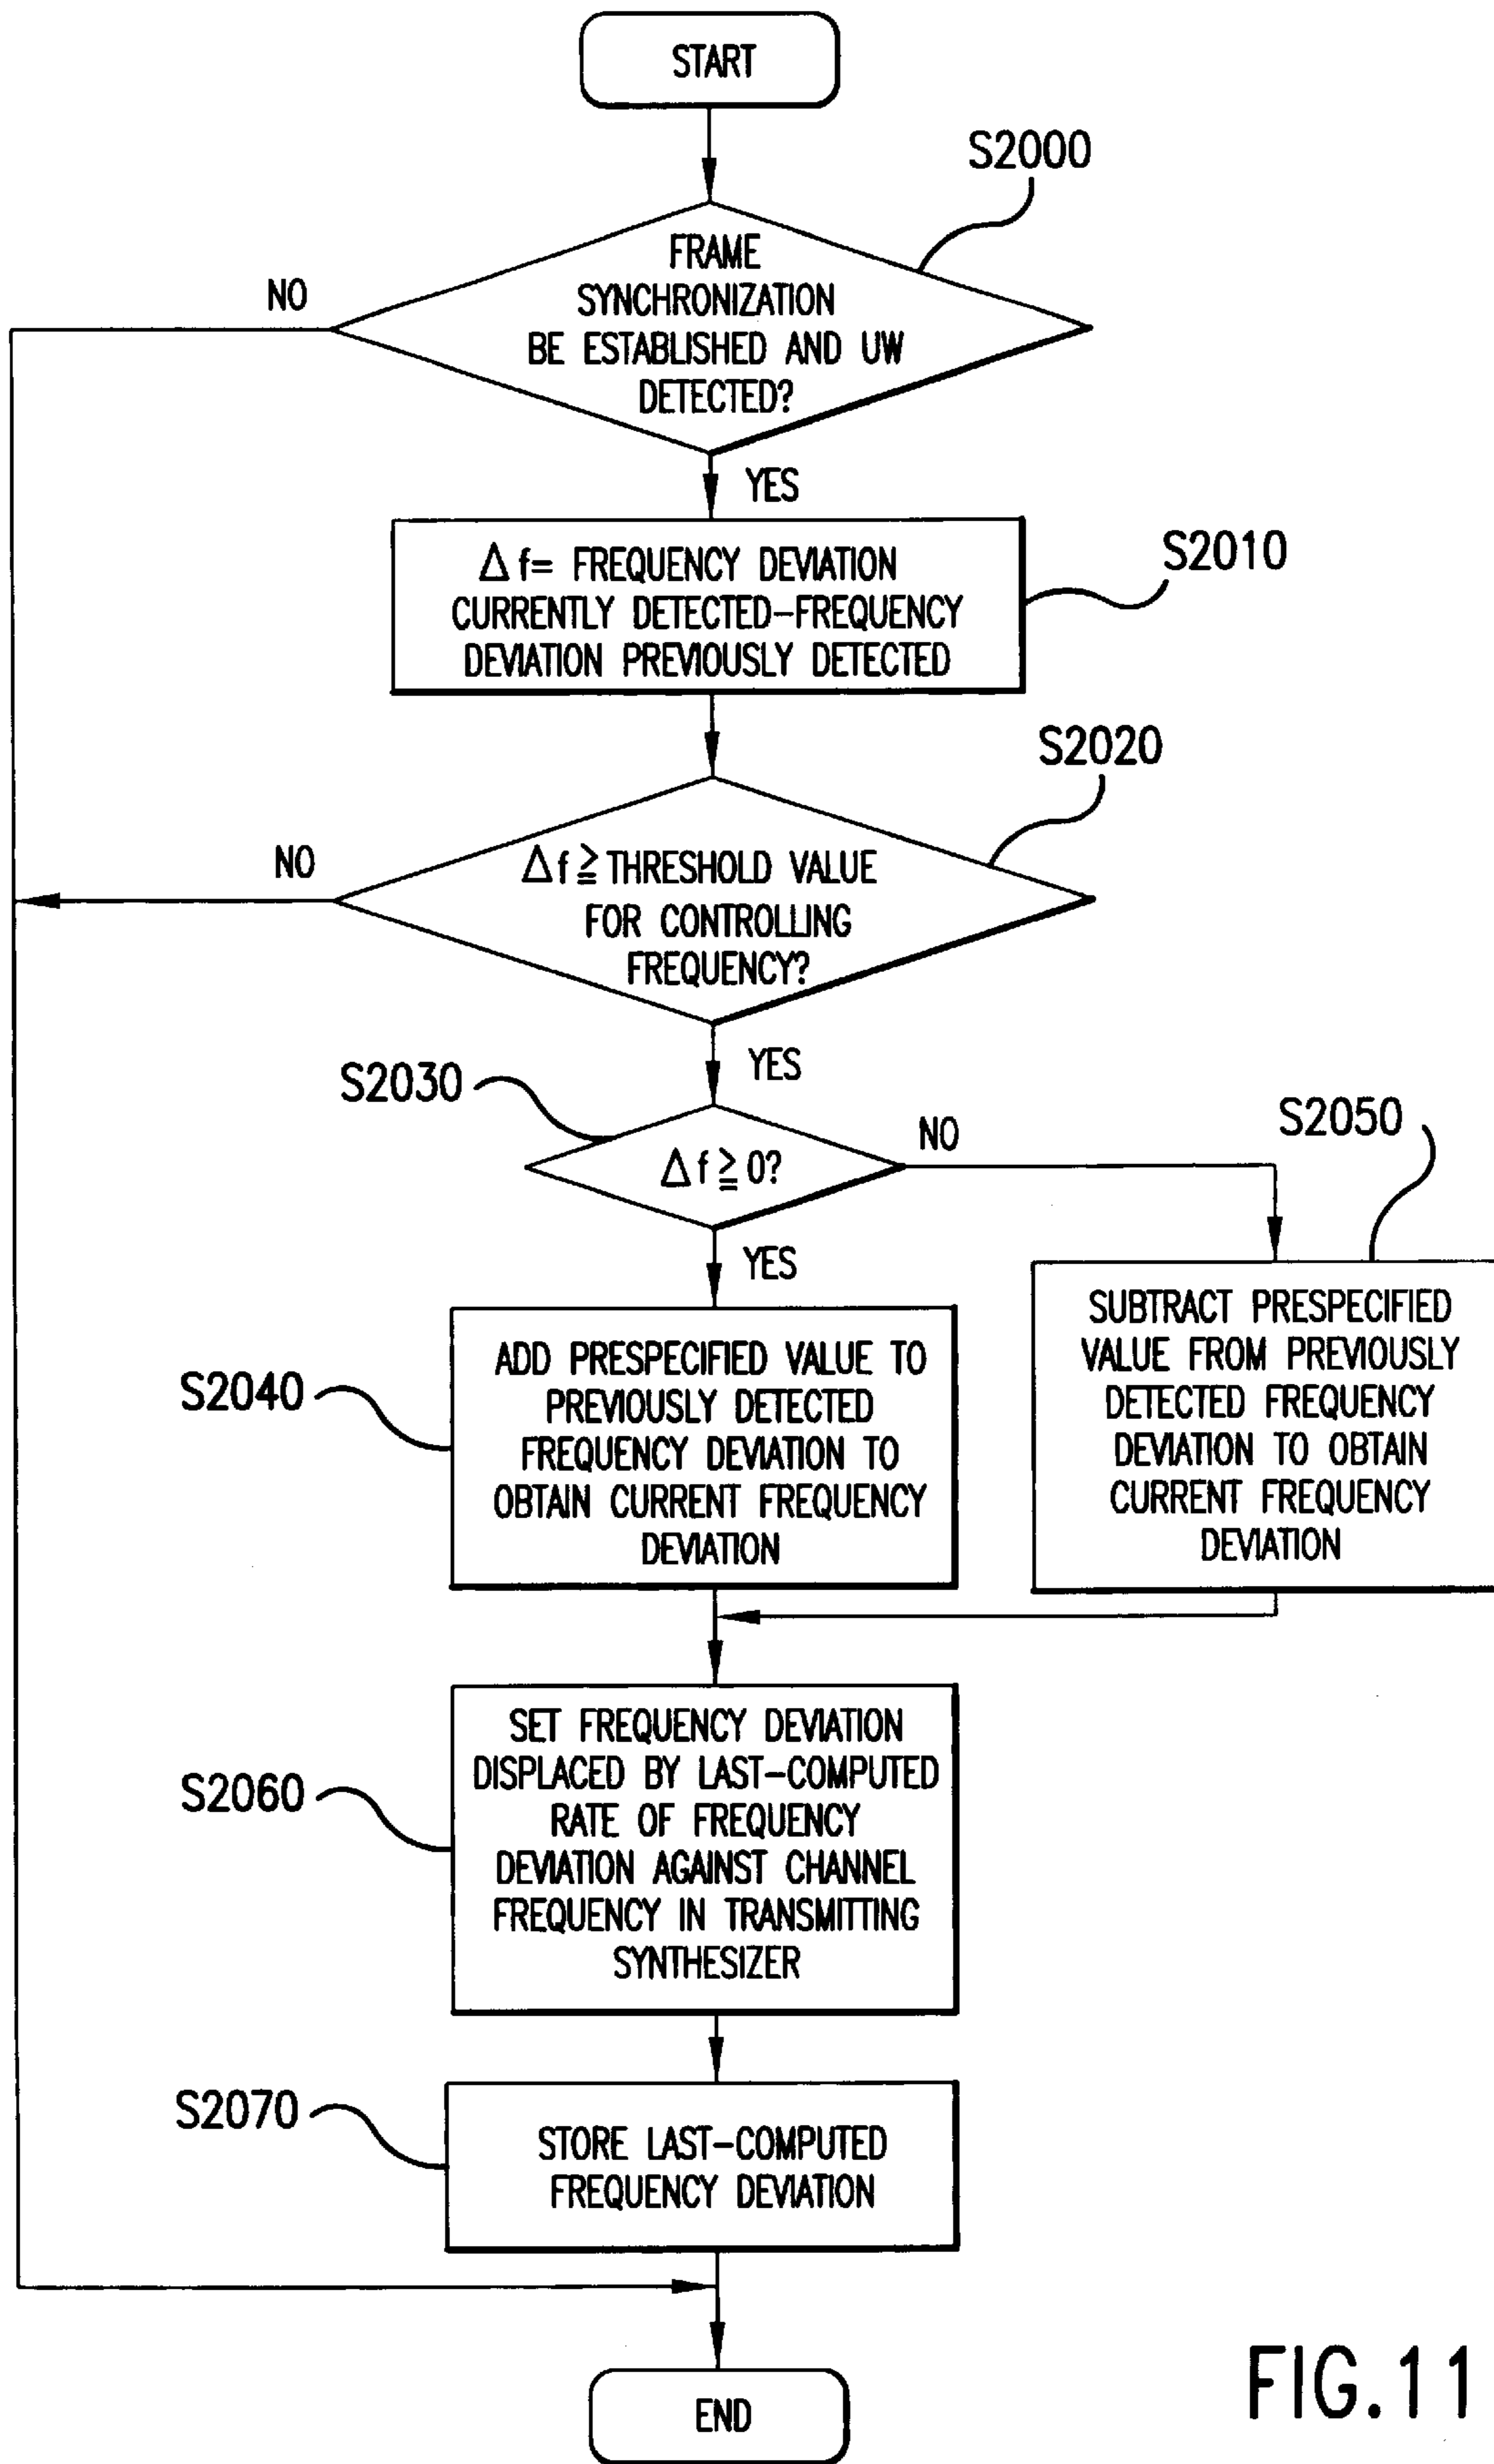 START
S2000
FRAME
SYNCHRONIZATION
BE ESTABLISHED AND UW
DETECTED?
NO
YES
S2010
Δf= FREQUENCY DEVIATION
CURRENTLY DETECTED-FREQUENCY
DEVIATION PREVIOUSLY DETECTED
S2020
Δf≧THRESHOLD VALUE
FOR CONTROLLING
FREQUENCY?
NO
YES
S2030
Δf≧0?
NO
YES
S2050
SUBTRACT PRESPECIFIED
VALUE FROM PREVIOUSLY
DETECTED FREQUENCY
DEVIATION TO OBTAIN
CURRENT FREQUENCY
DEVIATION
S2040
ADD PRESPECIFIED VALUE TO
PREVIOUSLY DETECTED
FREQUENCY DEVIATION TO
OBTAIN CURRENT FREQUENCY
DEVIATION
S2060
SET FREQUENCY DEVIATION
DISPLACED BY LAST-COMPUTED
RATE OF FREQUENCY
DEVIATION AGAINST CHANNEL
FREQUENCY IN TRANSMITTING
SYNTHESIZER
S2070
STORE LAST-COMPUTED
FREQUENCY DEVIATION
END
FIG.11